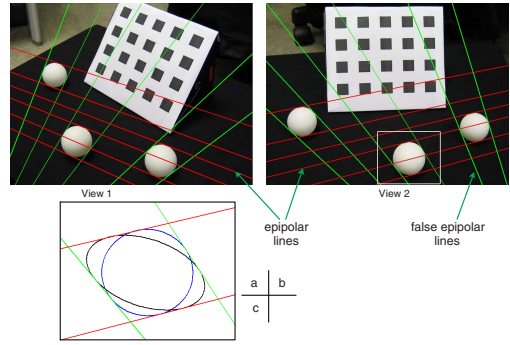 View 1
View 2
epipolar
lines
false epipolar
lines
a b
c